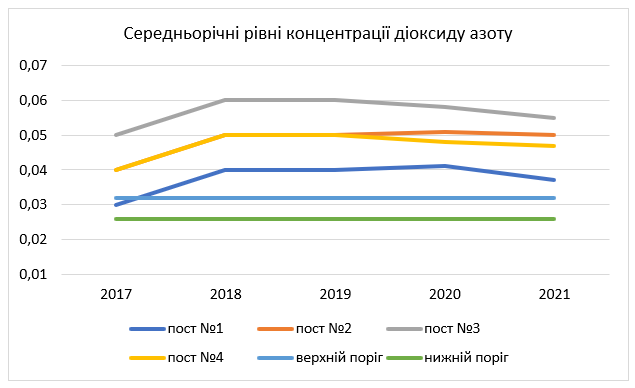 Середньорічні рівні концентрації діоксиду азоту
0,07
0,06
0,05
0,04
0,03
0,02
0,01
2017 2018 2019 2020 2021
пост №1 пост №2 пост №3
пост №4 верхній поріг нижній поріг